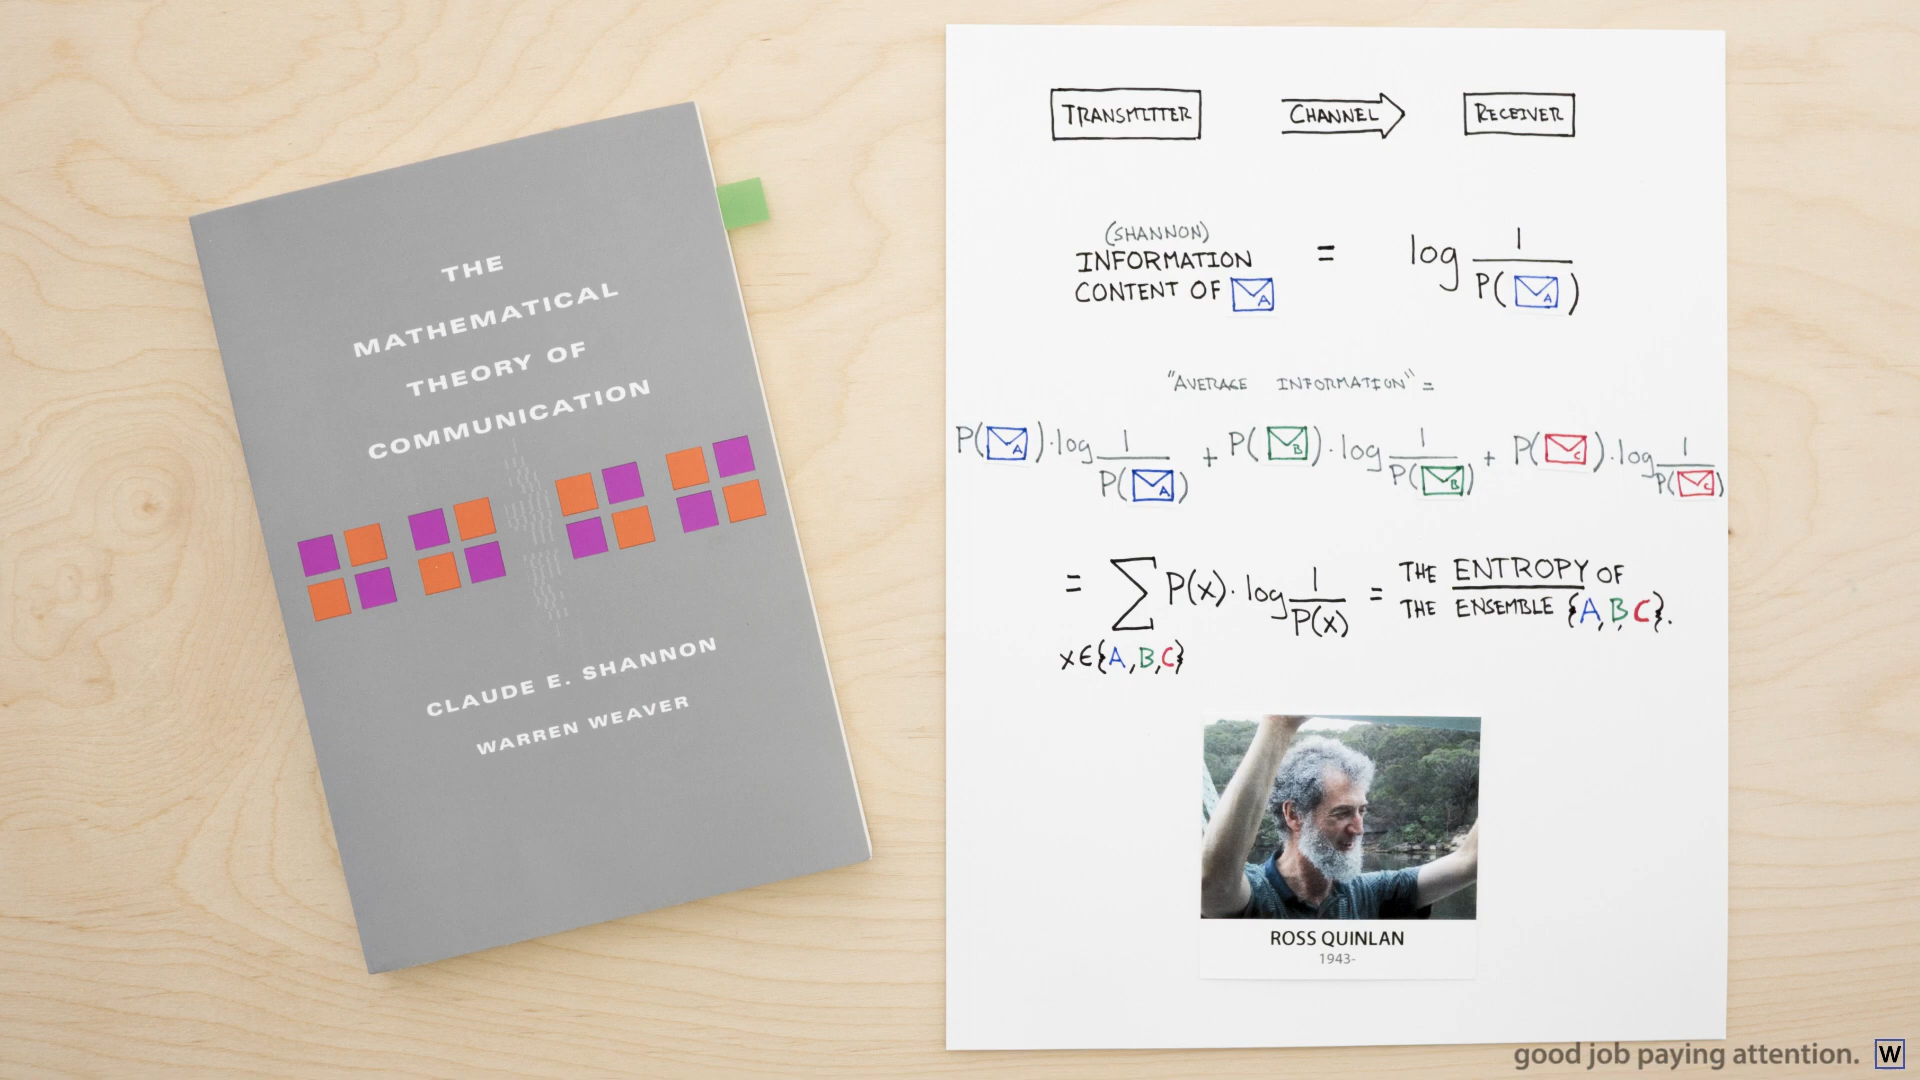 THE
MATHEMATICAL
THEORY OF
COMMUNICATION
CLAUDE E. SHANNON
WARREN WEAVER
TRANSMITTER CHANNEL RECEIVER
(SHANNON)
INFORMATION
CONTENT OF A = log 1/P(A)
"AVERAGE INFORMATION" =
P(A)·log 1/P(A) + P(B)·log 1/P(B) + P(C)·log 1/P(C)
= ∑ P(x)·log 1/P(x) = THE ENTROPY OF
x∈{A,B,C} THE ENSEMBLE {A,B,C}.
ROSS QUINLAN
1943-
good job paying attention. W